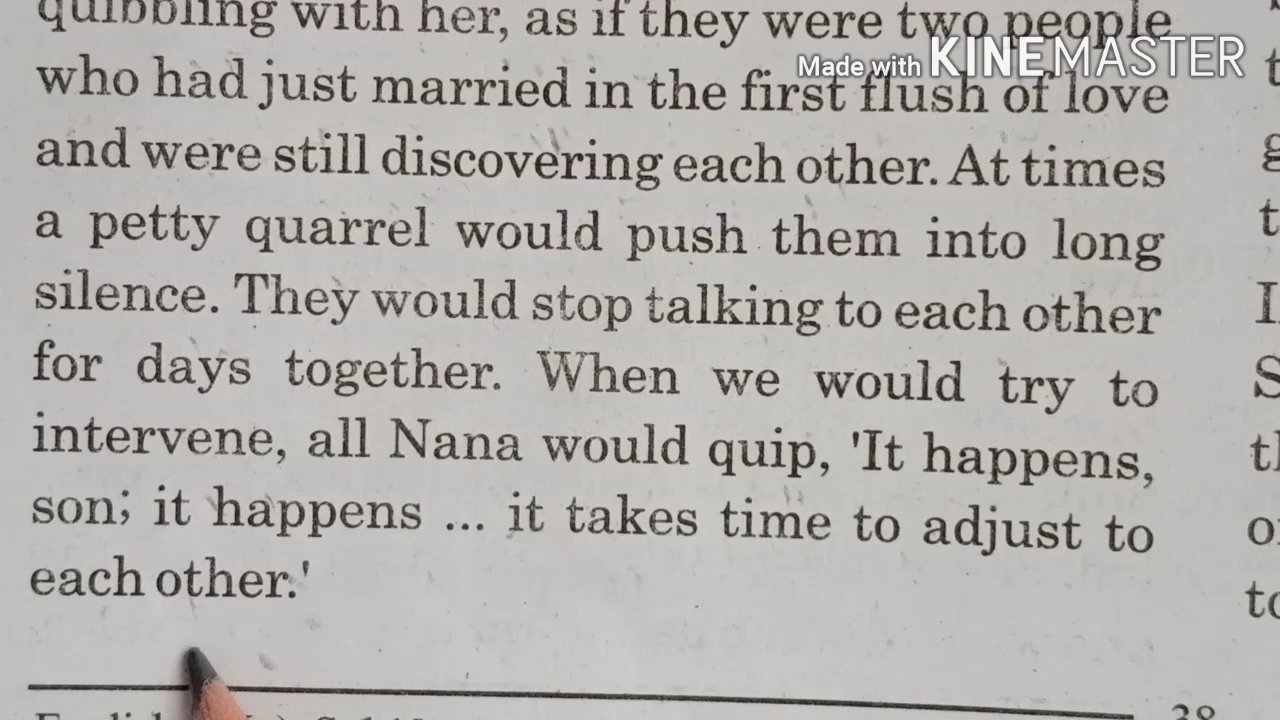 quibbling with her, as if they were two people
Made with KINEMASTER
who had just married in the first flush of love
and were still discovering each other. At times
a petty quarrel would push them into long
silence. They would stop talking to each other
for days together. When we would try to
intervene, all Nana would quip, 'It happens,
son; it happens ... it takes time to adjust to
each other.'